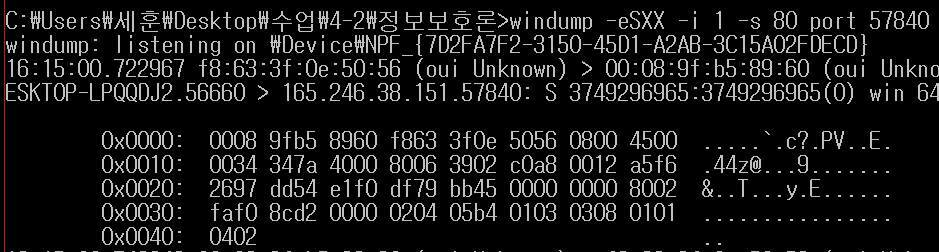 C:\Users\세훈\Desktop\수업\4-2\정보보호론>windump -eSXX -i 1 -s 80 port 57840
windump: listening on \Device\NPF_{7D2FA7F2-3150-45D1-A2AB-3C15A02FDECD}
16:15:00.722967 f8:63:3f:0e:50:56 (oui Unknown) > 00:08:9f:b5:89:60 (oui Unkno
ESKTOP-LPQQDJ2.56660 > 165.246.38.151.57840: S 3749296965:3749296965(0) win 64
0x0000: 0008 9fb5 8960 f863 3f0e 5056 0800 4500 .....`.c?.PV..E.
0x0010: 0034 347a 4000 8006 3902 c0a8 0012 a5f6 .44z@...9.......
0x0020: 2697 dd54 e1f0 df79 bb45 0000 0000 8002 &..T...y.E......
0x0030: faf0 8cd2 0000 0204 05b4 0103 0308 0101 ................
0x0040: 0402 ..